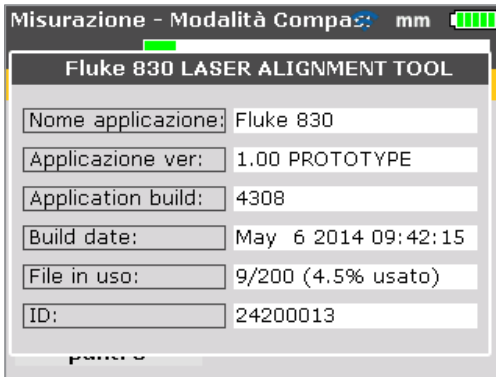 Misurazione - Modalità Compas mm
Fluke 830 LASER ALIGNMENT TOOL
Nome applicazione: Fluke 830
Applicazione ver: 1.00 PROTOTYPE
Application build: 4308
Build date: May 6 2014 09:42:15
File in uso: 9/200 (4.5% usato)
ID: 24200013